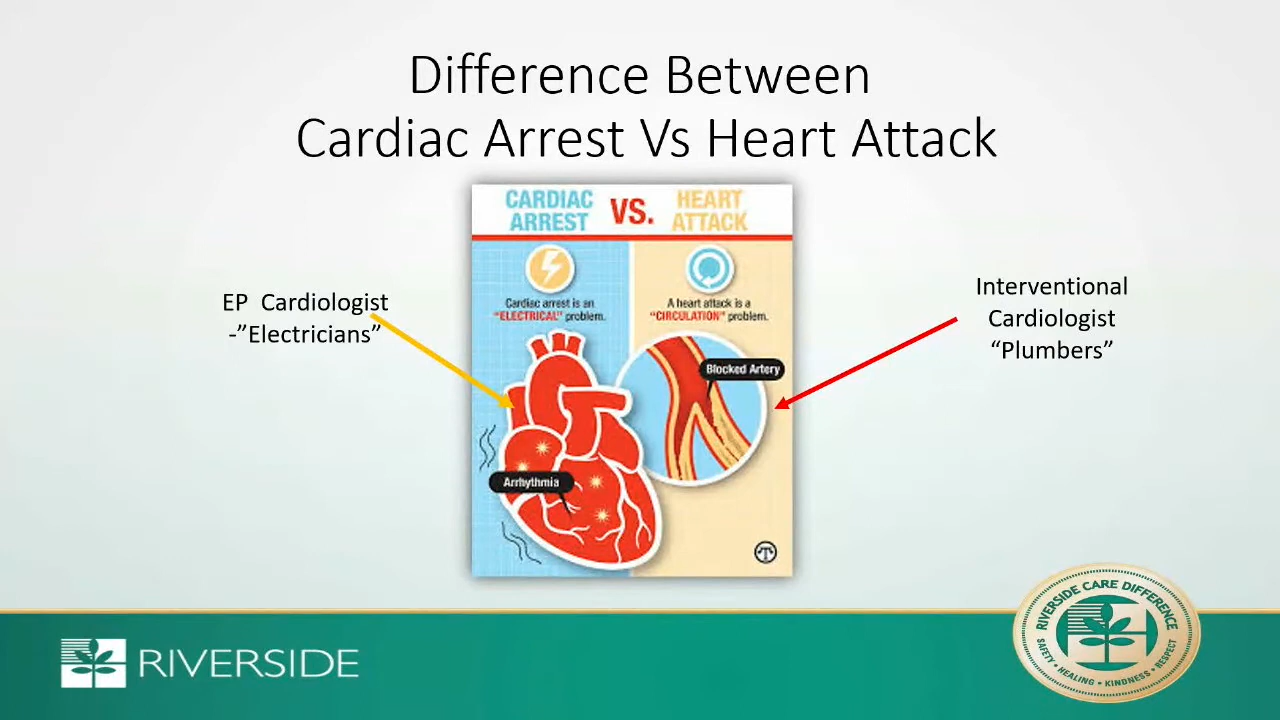 Difference Between
Cardiac Arrest Vs Heart Attack
CARDIAC
ARREST
VS.
HEART
ATTACK
Cardiac arrest is an
"ELECTRICAL" problem.
A heart attack is a
"CIRCULATION" problem.
Blocked Artery
Arrhythmia
EP  Cardiologist
-”Electricians”
Interventional
Cardiologist
“Plumbers”
RIVERSIDE
RIVERSIDE CARE DIFFERENCE
SAFETY • HEALING • KINDNESS • RESPECT